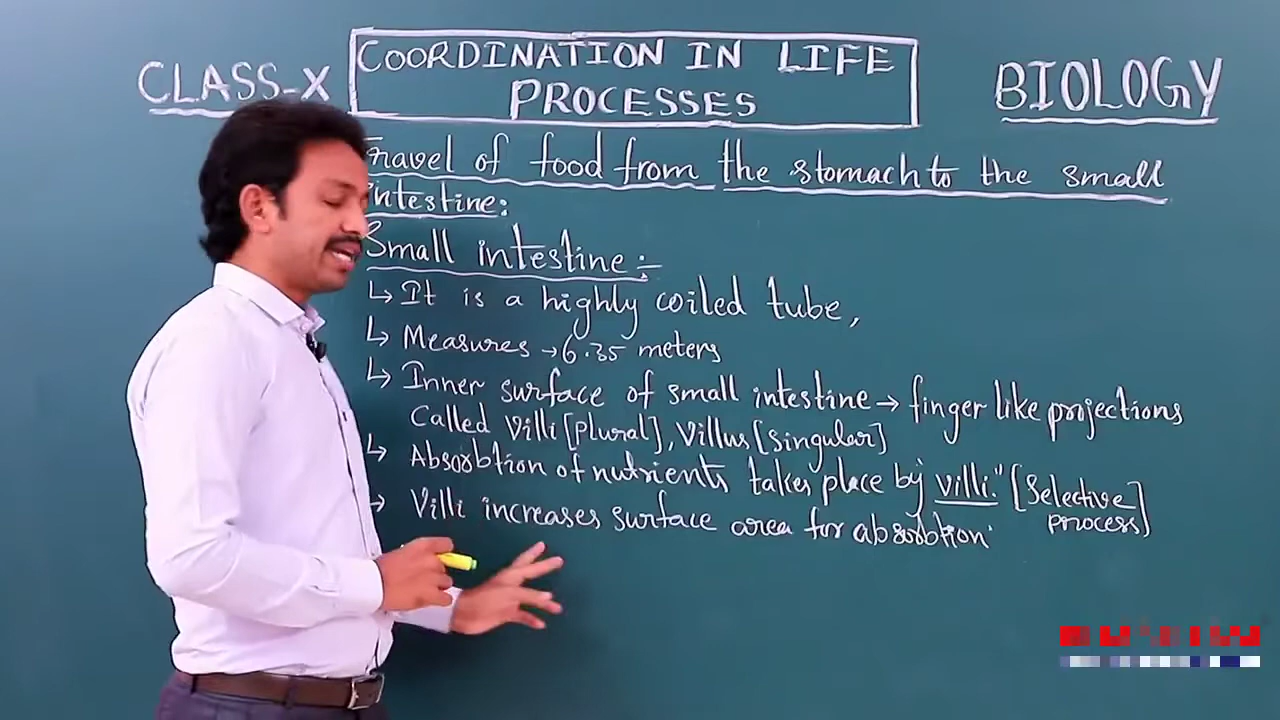 CLASS-X
COORDINATION IN LIFE
PROCESSES
BIOLOGY
Travel of food from the stomach to the small
intestine:
Small intestine :-
↳ It is a highly coiled tube,
↳ Measures → 6.35 meters
↳ Inner surface of small intestine → finger like projections
Called Villi [plural], Villus [singular]
↳ Absorbtion of nutrients takes place by villi." [Selective
process]
→ Villi increases surface area for absorbtion.